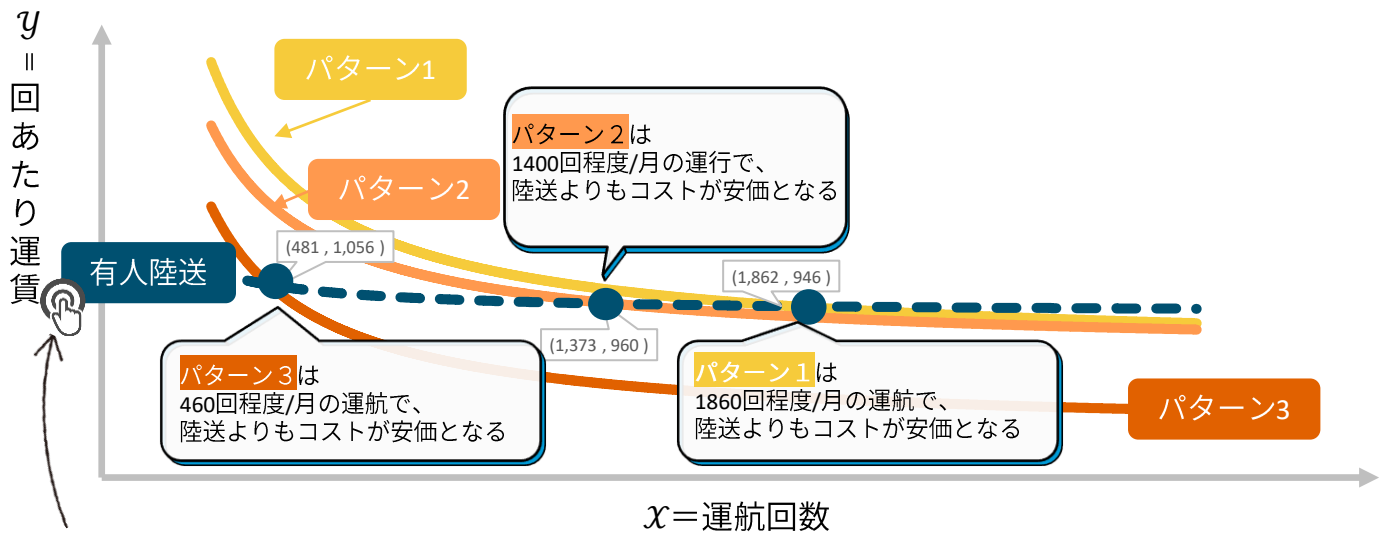 y＝回あたり運賃
パターン1
パターン2
パターン２は
1400回程度/月の運行で、
陸送よりもコストが安価となる
(481 , 1,056 )
有人陸送
(1,862 , 946 )
(1,373 , 960 )
パターン３は
460回程度/月の運航で、
陸送よりもコストが安価となる
パターン１は
1860回程度/月の運航で、
陸送よりもコストが安価となる
パターン3
x＝運航回数